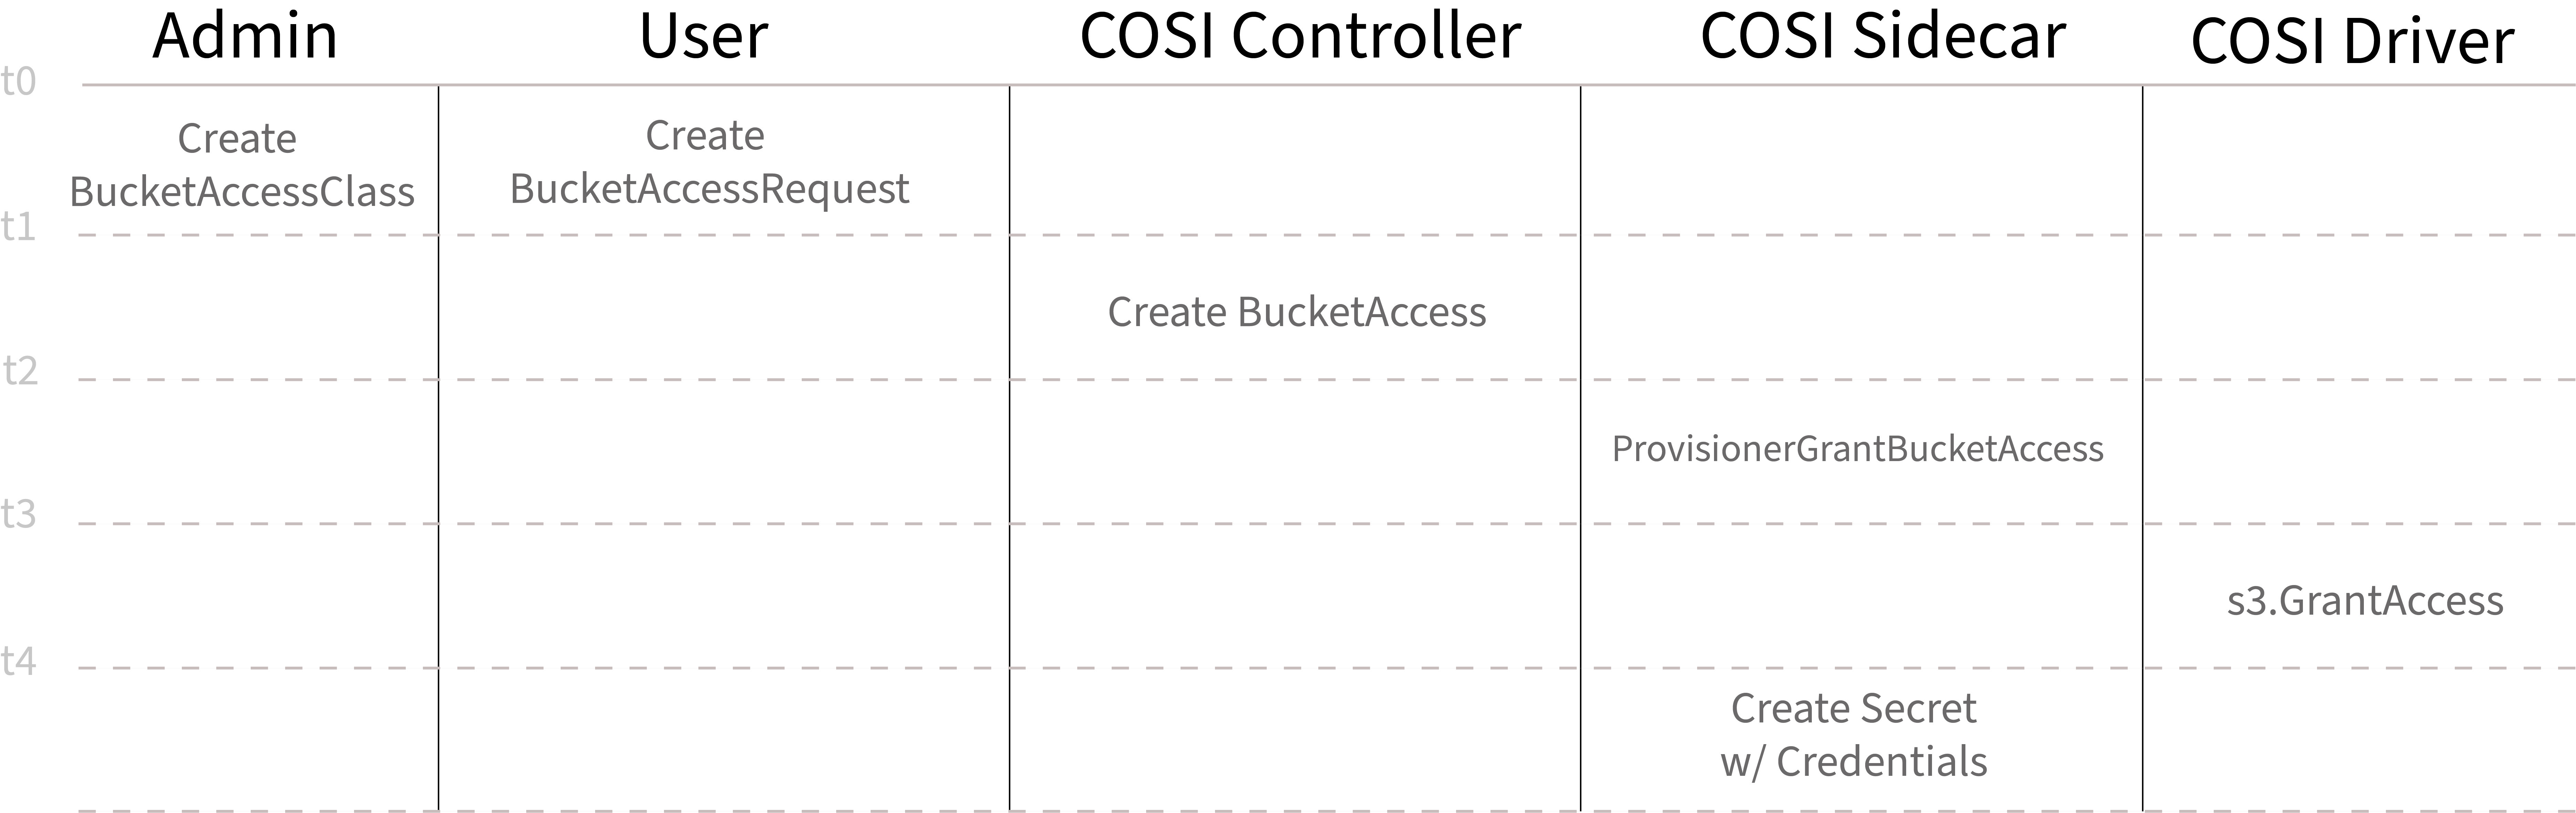 Admin
User
COSI Controller
COSI Sidecar
COSI Driver
t0
Create
BucketAccessClass
Create
BucketAccessRequest
t1
Create BucketAccess
t2
ProvisionerGrantBucketAccess
t3
s3.GrantAccess
t4
Create Secret
w/ Credentials